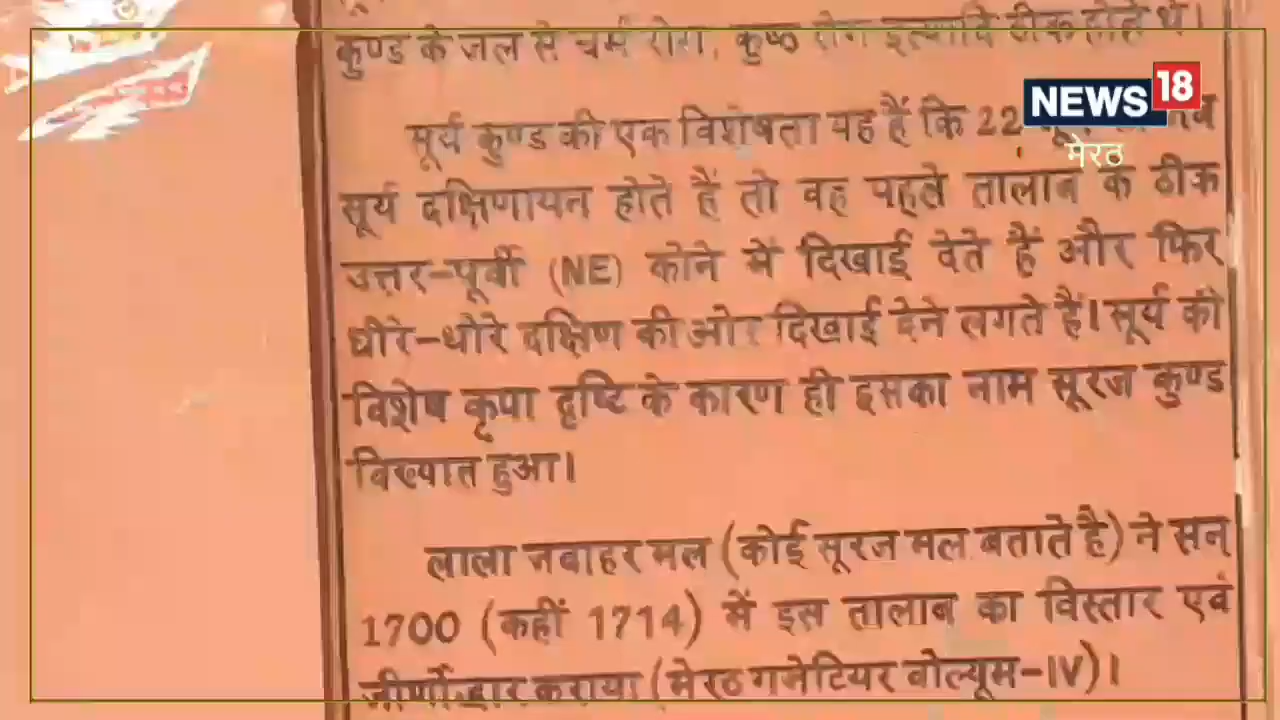 कुण्ड के जल से चर्म रोग, कुष्ठ रोग इत्यादि ठीक होते थे।
NEWS 18
मेरठ
सूर्य कुण्ड की एक विशेषता यह हैं कि 22
सूर्य दक्षिणायन होते हैं तो वह पहले तालाब के ठीक
उत्तर-पूर्वी (NE) कोने में दिखाई देते हैं और फिर
धीरे-धीरे दक्षिण की ओर दिखाई देने लगते हैं। सूर्य की
विशेष कृपा दृष्टि के कारण ही इसका नाम सूरज कुण्ड
विख्यात हुआ।
लाला जवाहर मल (कोई सूरज मल बताते है) ने सन्
1700 (कहीं 1714) में इस तालाब का विस्तार एवं
जीर्णोद्धार कराया (मेरठ गजेटियर वोल्यूम-IV)।